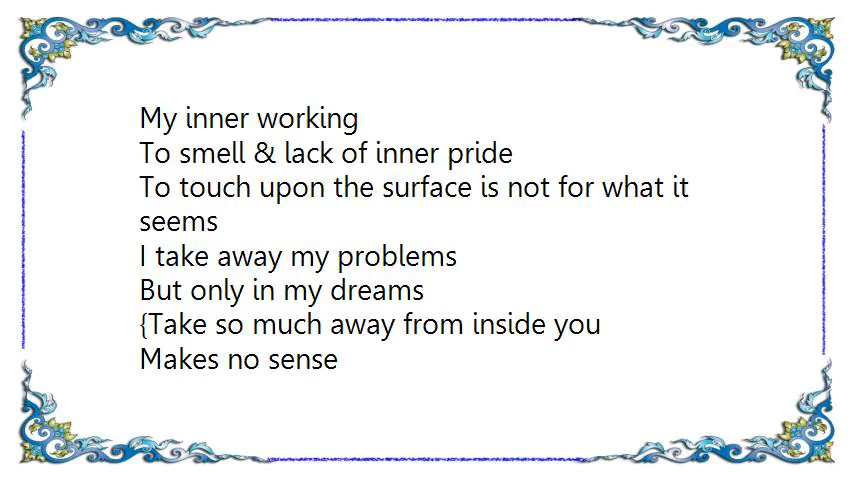 My inner working
To smell & lack of inner pride
To touch upon the surface is not for what it
seems
I take away my problems
But only in my dreams
{Take so much away from inside you
Makes no sense